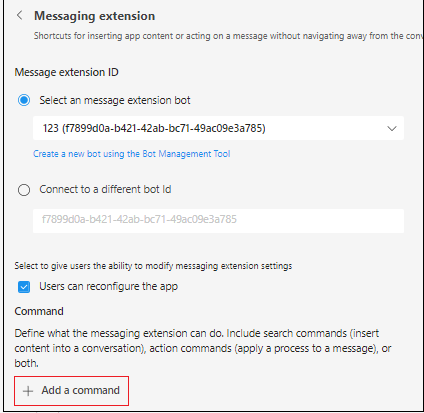 Messaging extension
Shortcuts for inserting app content or acting on a message without navigating away from the
Message extension ID
Select an message extension bot
123 (f7899d0a-b421-42ab-bc71-49ac09e3a785)
Create a new bot using the Bot Management Tool
Connect to a different bot Id
f7899d0a-b421-42ab-bc71-49ac09e3a785
Select to give users the ability to modify messaging extension settings
Users can reconfigure the app
Command
Define what the messaging extension can do. Include search commands (insert
content into a conversation), action commands (apply a process to a message), or
both.
Add a command